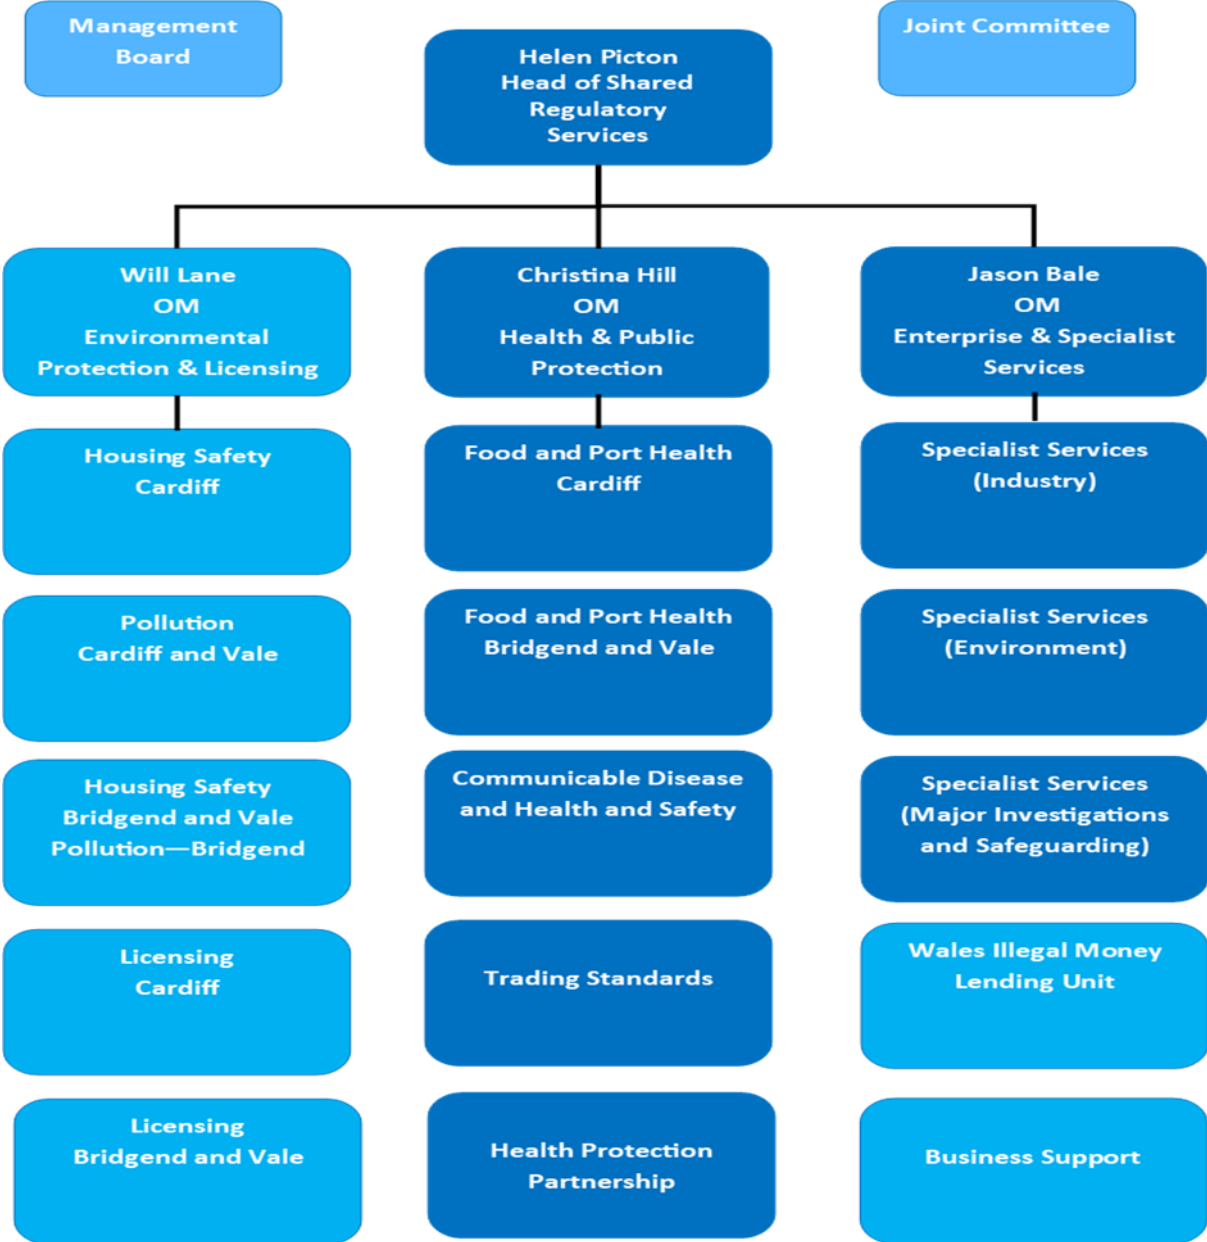 Management
Board
Helen Picton
Head of Shared
Regulatory
Services
Joint Committee
Will Lane
OM
Environmental
Protection & Licensing
Christina Hill
OM
Health & Public
Protection
Jason Bale
OM
Enterprise & Specialist
Services
Housing Safety
Cardiff
Food and Port Health
Cardiff
Specialist Services
(Industry)
Pollution
Cardiff and Vale
Food and Port Health
Bridgend and Vale
Specialist Services
(Environment)
Housing Safety
Bridgend and Vale
Pollution—Bridgend
Communicable Disease
and Health and Safety
Specialist Services
(Major Investigations
and Safeguarding)
Licensing
Cardiff
Trading Standards
Wales Illegal Money
Lending Unit
Licensing
Bridgend and Vale
Health Protection
Partnership
Business Support